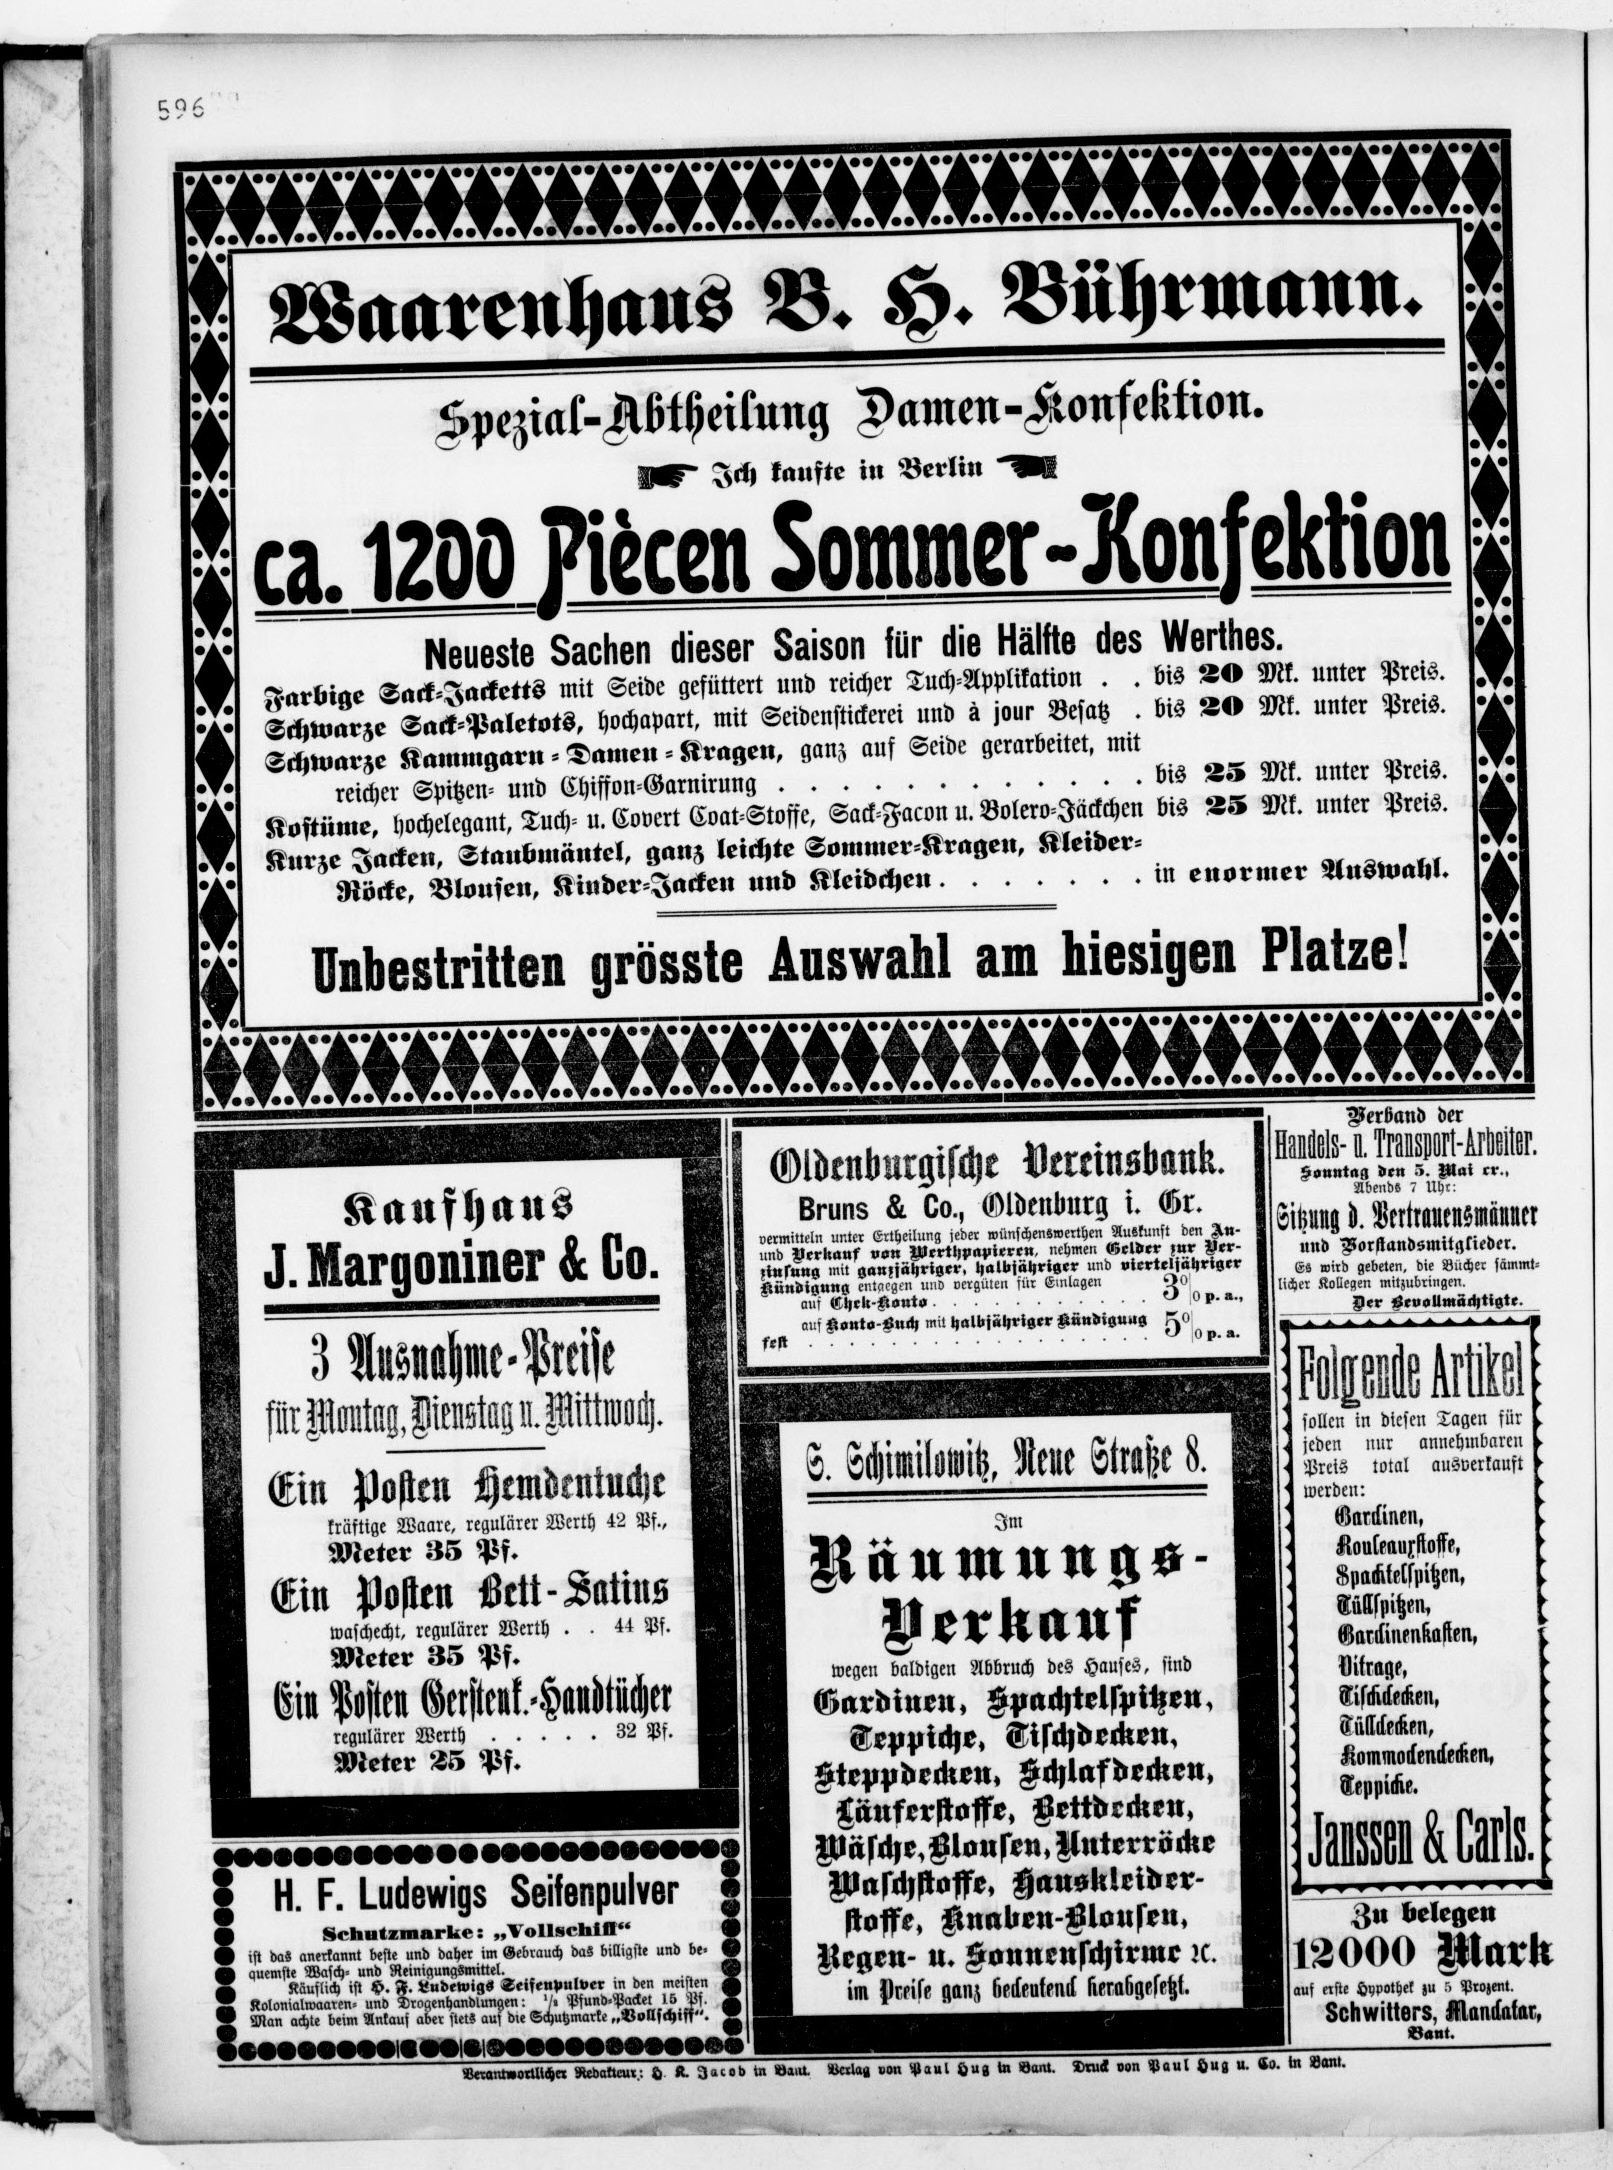 596
Waarenhaus B. H. Bührmann.
Spezial-Abtheilung Damen-Konfektion.
Ich kaufte in Berlin
ca. 1200 Piècen Sommer-Konfektion
Neueste Sachen dieser Saison für die Hälfte des Werthes.
Farbige Sack-Jacketts mit Seide gefüttert und reicher Tuch-Applikation . . bis 20 Mk. unter Preis.
Schwarze Sack-Paletots, hochapart, mit Seidenstickerei und à jour Besatz . bis 20 Mk. unter Preis.
Schwarze Kammgarn-Damen-Kragen, ganz auf Seide gerarbeitet, mit
reicher Spitzen- und Chiffon-Garnirung . . . . . . . . . . . . bis 25 Mk. unter Preis.
Kostüme, hochelegant, Tuch- u. Covert Coat-Stoffe, Sack-Facon u. Bolero-Jäckchen bis 25 Mk. unter Preis.
Kurze Jacken, Staubmäntel, ganz leichte Sommer-Kragen, Kleider-
Röcke, Blousen, Kinder-Jacken und Kleidchen . . . . . . . in enormer Auswahl.
Unbestritten grösste Auswahl am hiesigen Platze!
Kaufhaus
J. Margoniner & Co.
3 Ausnahme-Preise
für Montag, Dienstag u. Mittwoch.
Ein Posten Hemdentuche
kräftige Waare, regulärer Werth 42 Pf.,
Meter 35 Pf.
Ein Posten Bett-Satins
waschecht, regulärer Werth . . 44 Pf.
Meter 35 Pf.
Ein Posten Gerstenk.-Handtücher
regulärer Werth . . . . . 32 Pf.
Meter 25 Pf.
H. F. Ludewigs Seifenpulver
Schutzmarke: „Vollschiff“
ist das anerkannt beste und daher im Gebrauch das billigste und be-
quemste Wasch- und Reinigungsmittel.
Käuflich ist H. F. Ludewigs Seifenpulver in den meisten
Kolonialwaaren- und Drogenhandlungen: 1/2 Pfund-Packet 15 Pf.
Man achte beim Ankauf aber stets auf die Schutzmarke „Vollschiff“.
Oldenburgische Vereinsbank.
Bruns & Co., Oldenburg i. Gr.
vermitteln unter Ertheilung jeder wünschenswerthen Auskunft den An-
und Verkauf von Werthpapieren, nehmen Gelder zur Ver-
zinsung mit ganzjähriger, halbjähriger und vierteljähriger
Kündigung entgegen und vergüten für Einlagen
auf Chek-Konto . . . . . . . . . . 3% p. a.,
auf Konto-Buch mit halbjähriger Kündigung
fest . . . . . . . . . . . . . . 5% p. a.
S. Schimilowitz, Neue Straße 8.
Im
Räumungs-
Verkauf
wegen baldigen Abbruch des Hauses, sind
Gardinen, Spachtelspitzen,
Teppiche, Tischdecken,
Steppdecken, Schlafdecken,
Läuferstoffe, Bettdecken,
Wäsche, Blousen, Unterröcke
Waschstoffe, Hauskleider-
stoffe, Knaben-Blousen,
Regen- u. Sonnenschirme ꝛc.
im Preise ganz bedeutend herabgesetzt.
Verband der
Handels- u. Transport-Arbeiter.
Sonntag den 5. Mai cr.,
Abends 7 Uhr:
Sitzung d. Vertrauensmänner
und Vorstandsmitglieder.
Es wird gebeten, die Bücher sämmt-
licher Kollegen mitzubringen.
Der Bevollmächtigte.
Folgende Artikel
sollen in diesen Tagen für
jeden nur annehmbaren
Preis total ausverkauft
werden:
Gardinen,
Rouleauxstoffe,
Spachtelspitzen,
Tüllspitzen,
Gardinenkasten,
Vitrage,
Tischdecken,
Tülldecken,
Kommodendecken,
Teppiche.
Janssen & Carls.
Zu belegen
12000 Mark
auf erste Hypothek zu 5 Prozent.
Schwitters, Mandatar,
Bant.
Verantwortlicher Redakteur: H. K. Jacob in Bant. Verlag von Paul Hug in Bant. Druck von Paul Hug u. Co. in Bant.